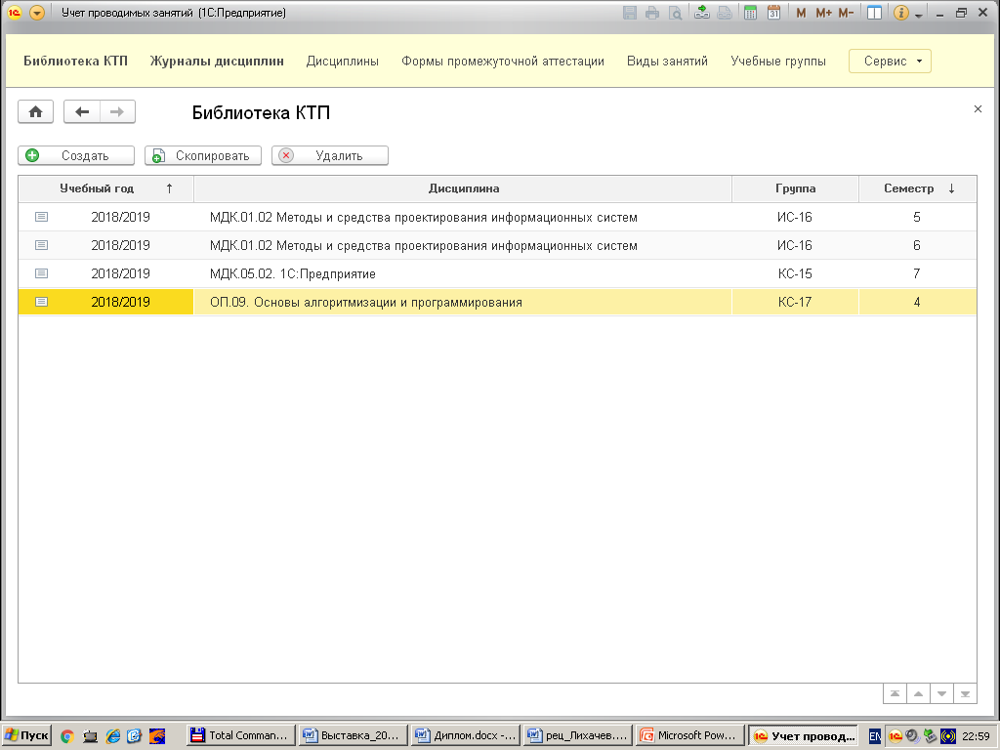 Учет проводимых занятий (1С:Предприятие)
31 M M+ M-
Библиотека КТП Журналы дисциплин Дисциплины Формы промежуточной аттестации Виды занятий Учебные группы Сервис
Библиотека КТП
Создать Скопировать Удалить
Учебный год ↑ Дисциплина Группа Семестр ↓
2018/2019 МДК.01.02 Методы и средства проектирования информационных систем ИС-16 5
2018/2019 МДК.01.02 Методы и средства проектирования информационных систем ИС-16 6
2018/2019 МДК.05.02. 1С:Предприятие КС-15 7
2018/2019 ОП.09. Основы алгоритмизации и программирования КС-17 4
Пуск Total Comman... Выставка_20... Диплом.docx -... рец_Лихачев.... Microsoft Pow... Учет провод... EN 22:59